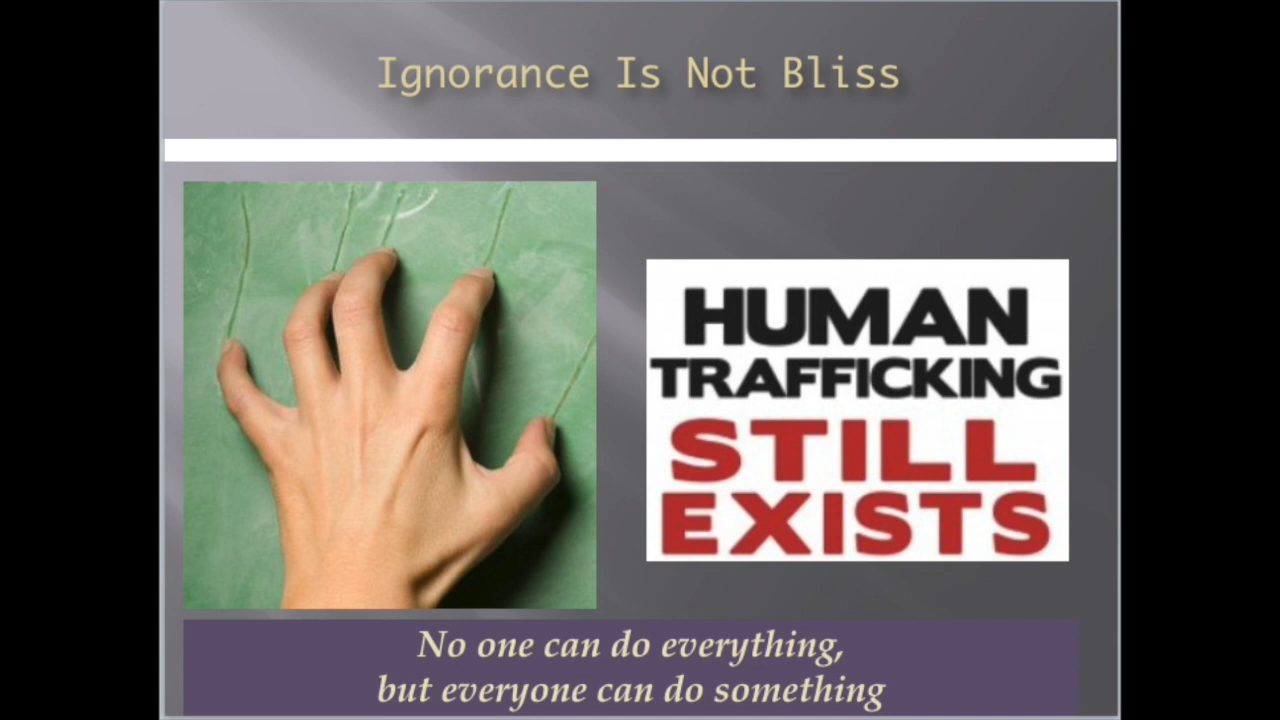 Ignorance Is Not Bliss
HUMAN
TRAFFICKING
STILL
EXISTS
No one can do everything,
but everyone can do something